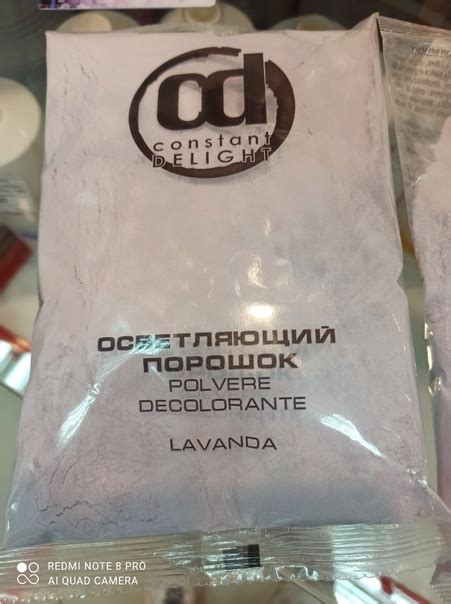 cd
constant
DELIGHT
ОСВЕТЛЯЮЩИЙ
ПОРОШОК
POLVERE
DECOLORANTE
LAVANDA
REDMI NOTE 8 PRO
AI QUAD CAMERA